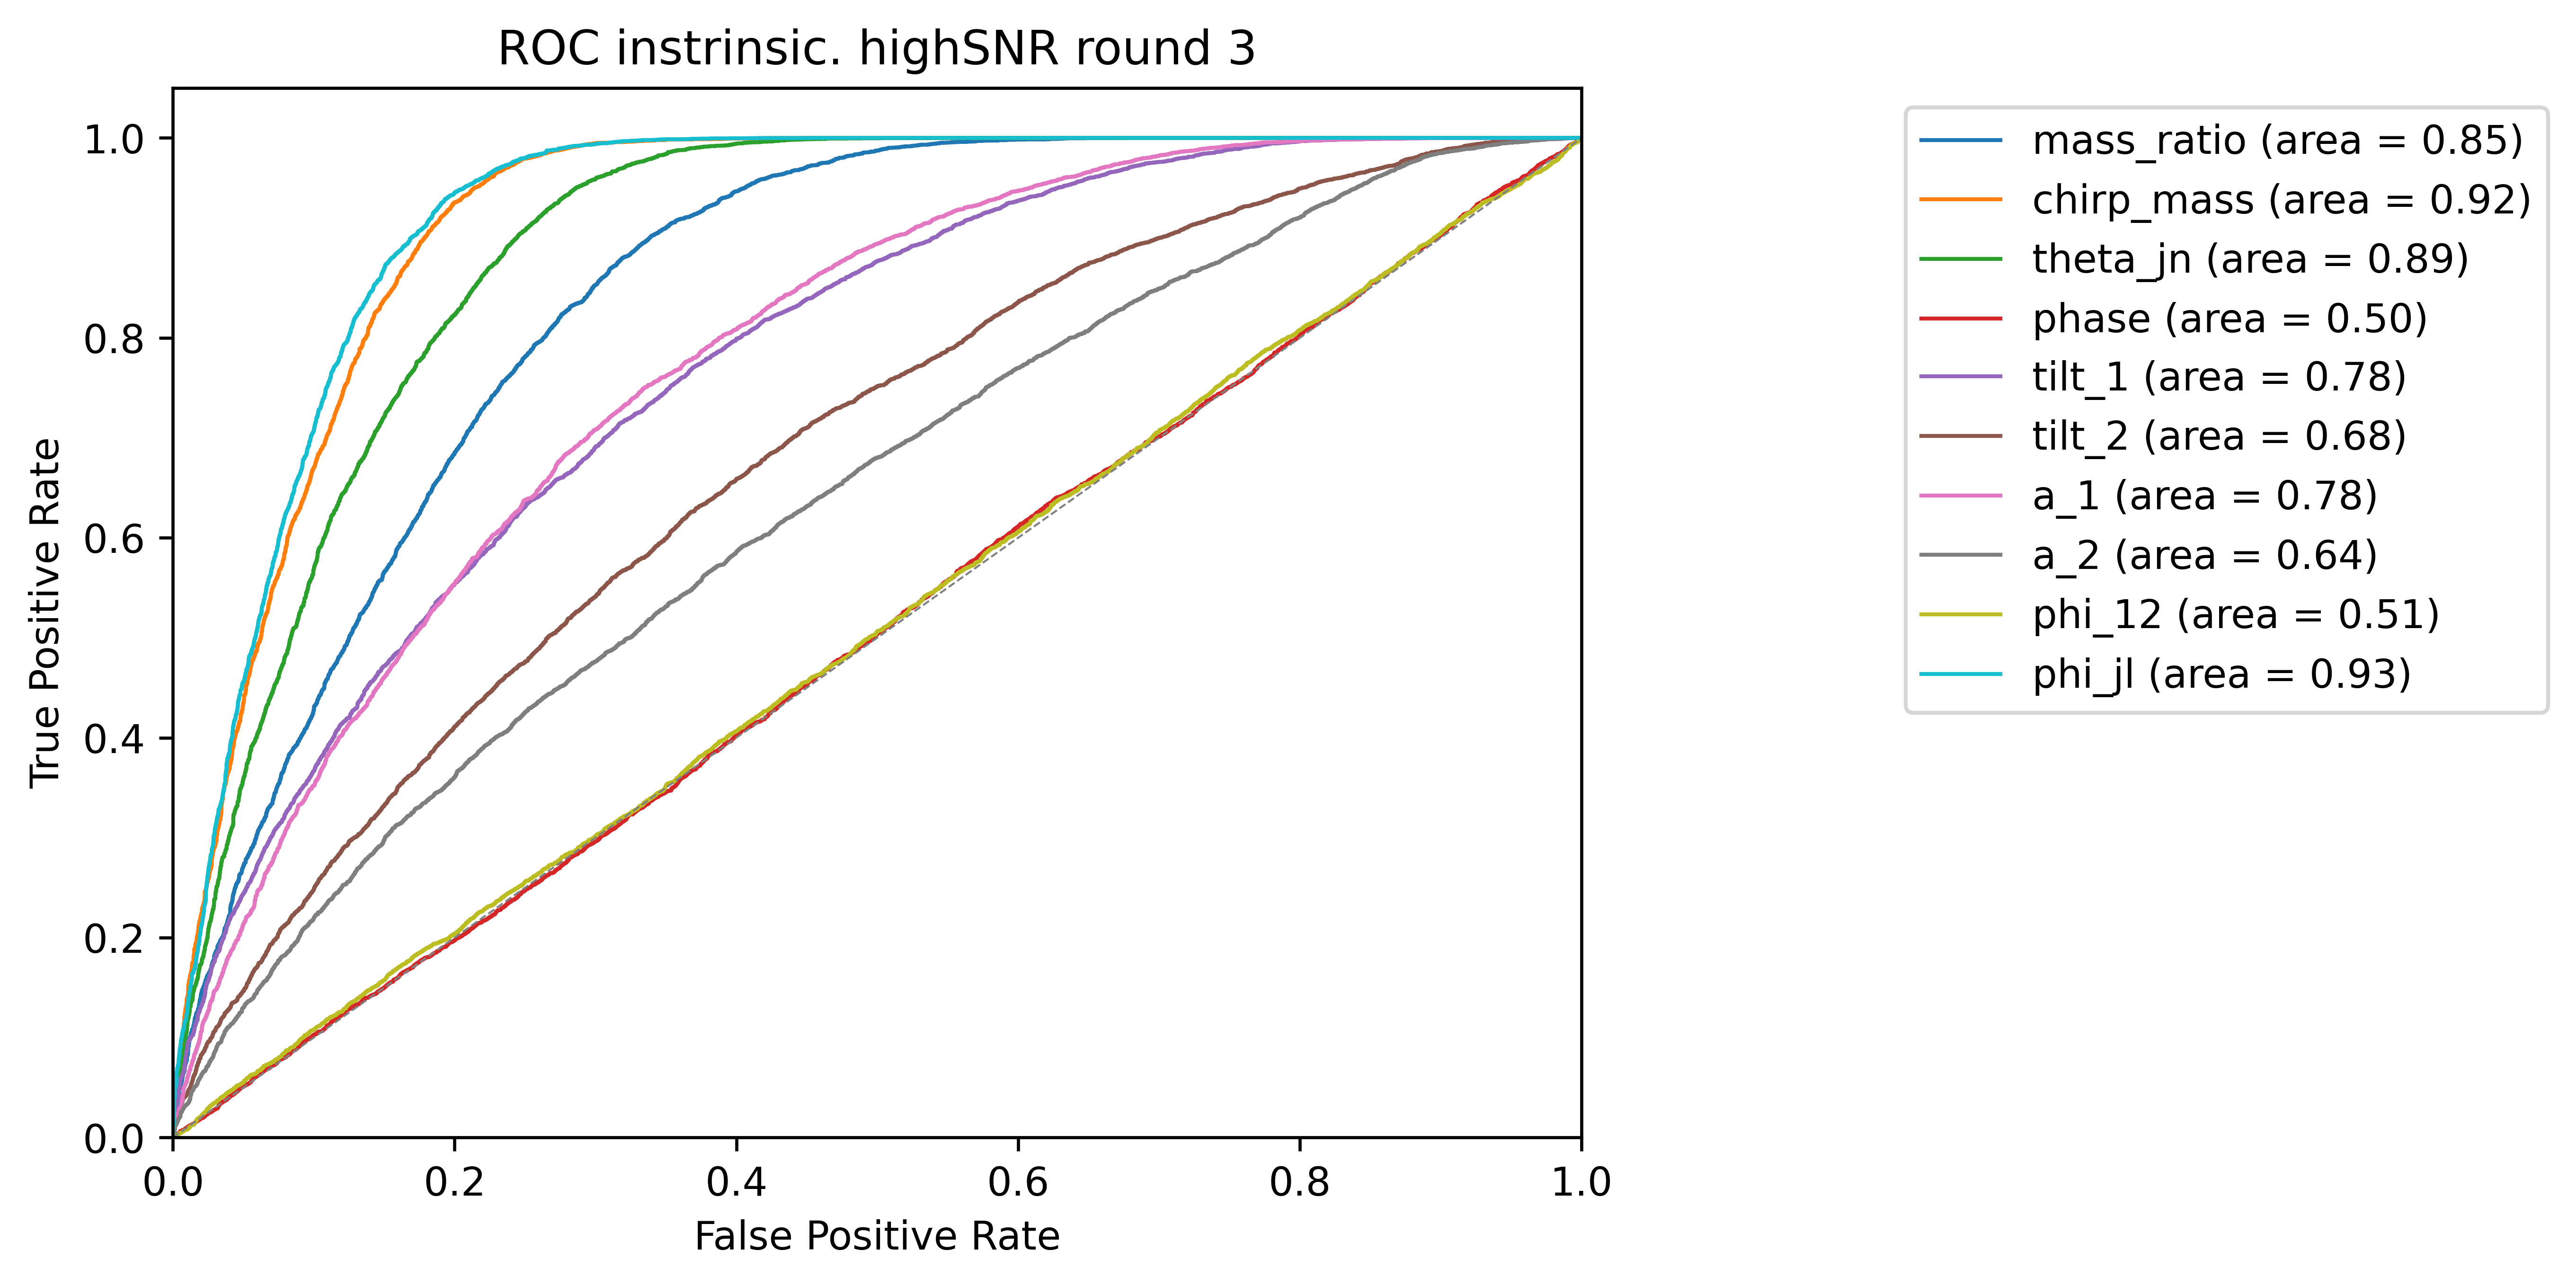 ROC instrinsic. highSNR round 3
1.0
0.8
0.6
0.4
0.2
0.0
True Positive Rate
0.0 0.2 0.4 0.6 0.8 1.0
False Positive Rate
mass_ratio (area = 0.85)
chirp_mass (area = 0.92)
theta_jn (area = 0.89)
phase (area = 0.50)
tilt_1 (area = 0.78)
tilt_2 (area = 0.68)
a_1 (area = 0.78)
a_2 (area = 0.64)
phi_12 (area = 0.51)
phi_jl (area = 0.93)